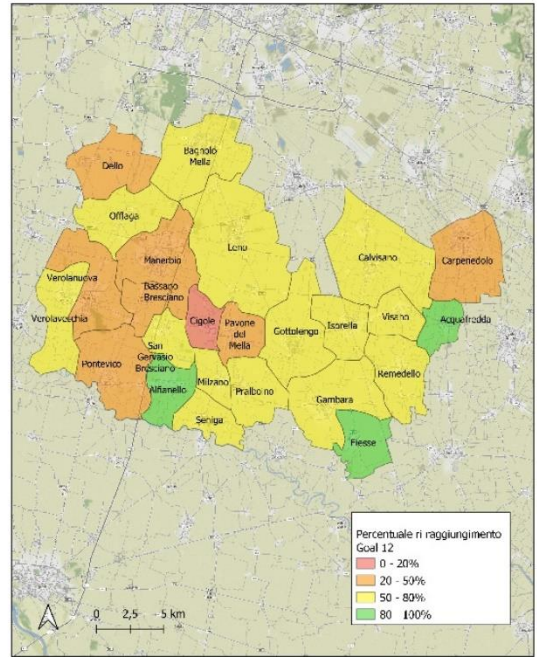 Dello
Bagnolo
Mella
Offlaga
Leno
Calvisano
Carpenedolo
Manerbio
Verolanuova
Bassano
Bresciano
Verolavecchia
Cigole
Pavone
del
Mella
Gottolengo
Isorella
Visano
Acquafredda
San
Gervasio
Bresciano
Pontevico
Alfianello
Milzano
Pralboino
Remedello
Gambara
Seniga
Fiesse
Percentuale ri raggiungimento
Goal 12
0 - 20%
20 - 50%
50 - 80%
80 100%
0 2,5 5 km